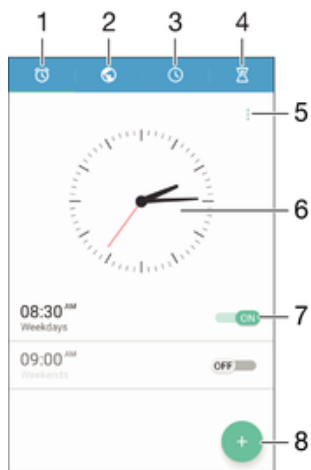 1 2 3 4
5
6
08:30 AM
Weekdays
ON
7
09:00 AM
Weekends
OFF
+
8